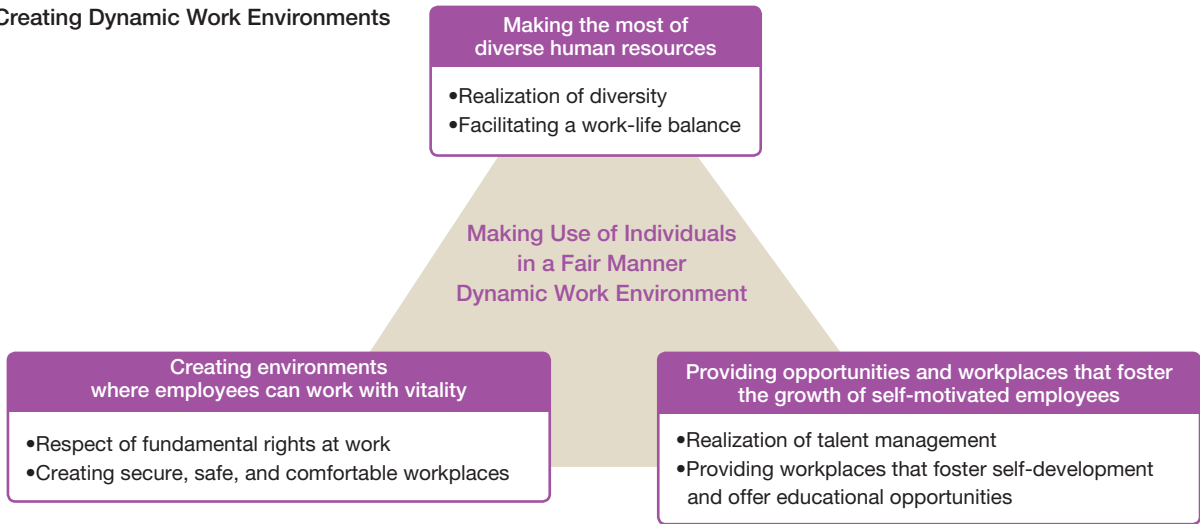 Creating Dynamic Work Environments
Making the most of
diverse human resources
•Realization of diversity
•Facilitating a work-life balance
Making Use of Individuals
in a Fair Manner
Dynamic Work Environment
Creating environments
where employees can work with vitality
•Respect of fundamental rights at work
•Creating secure, safe, and comfortable workplaces
Providing opportunities and workplaces that foster
the growth of self-motivated employees
•Realization of talent management
•Providing workplaces that foster self-development
and offer educational opportunities